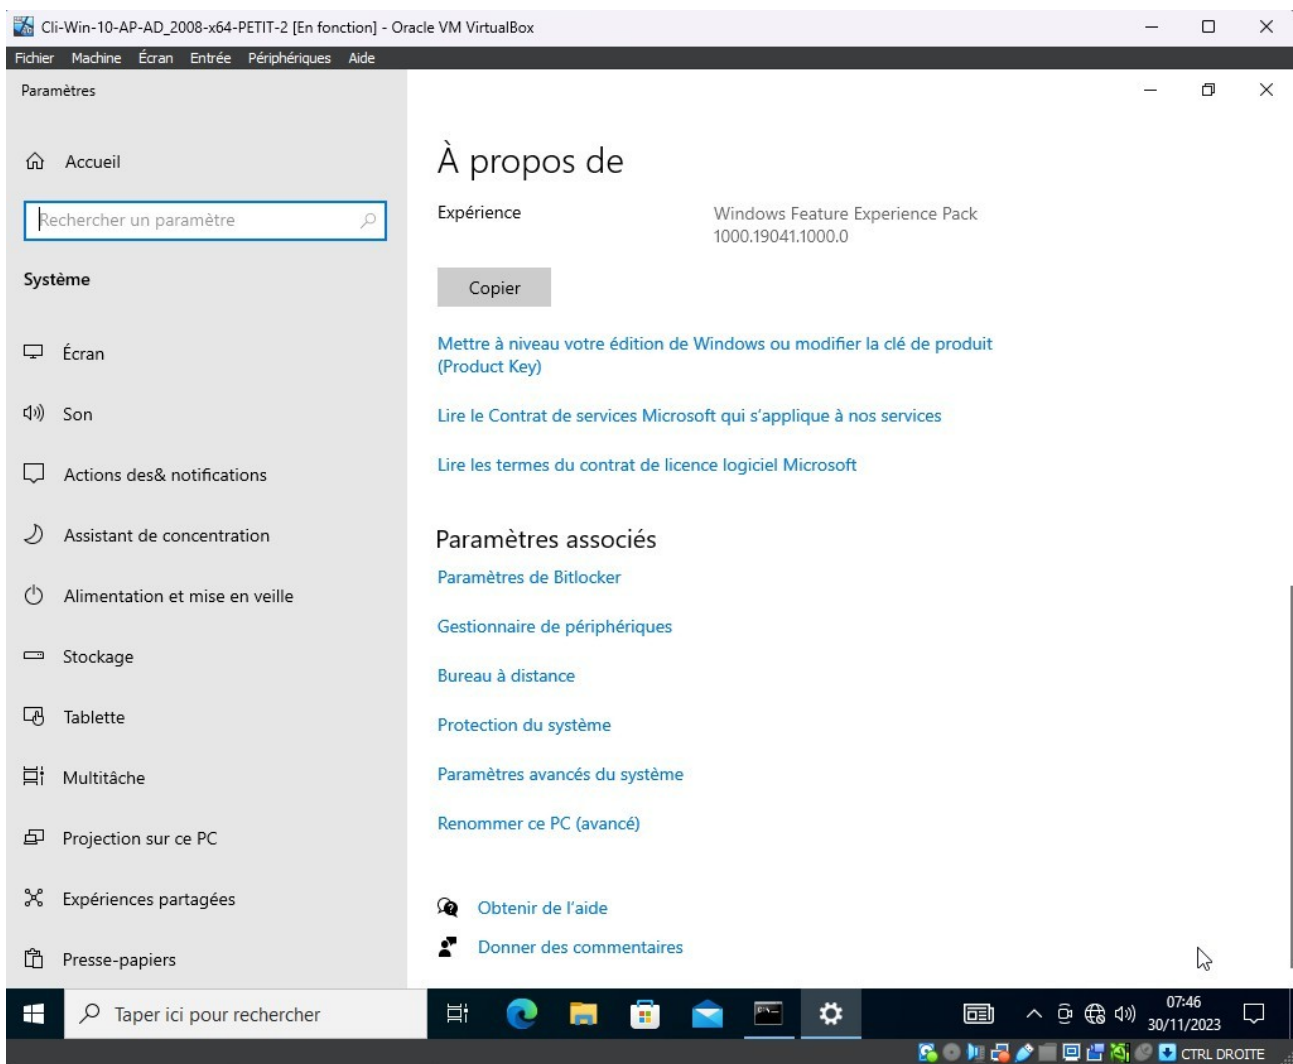 Cli-Win-10-AP-AD_2008-x64-PETIT-2 [En fonction] - Oracle VM VirtualBox
Fichier Machine Écran Entrée Périphériques Aide
Paramètres
Accueil
Rechercher un paramètre
Système
Écran
Son
Actions des& notifications
Assistant de concentration
Alimentation et mise en veille
Stockage
Tablette
Multitâche
Projection sur ce PC
Expériences partagées
Presse-papiers
À propos de
Expérience Windows Feature Experience Pack
1000.19041.1000.0
Copier
Mettre à niveau votre édition de Windows ou modifier la clé de produit
(Product Key)
Lire le Contrat de services Microsoft qui s’applique à nos services
Lire les termes du contrat de licence logiciel Microsoft
Paramètres associés
Paramètres de Bitlocker
Gestionnaire de périphériques
Bureau à distance
Protection du système
Paramètres avancés du système
Renommer ce PC (avancé)
Obtenir de l’aide
Donner des commentaires
Taper ici pour rechercher
07:46
30/11/2023
CTRL DROITE